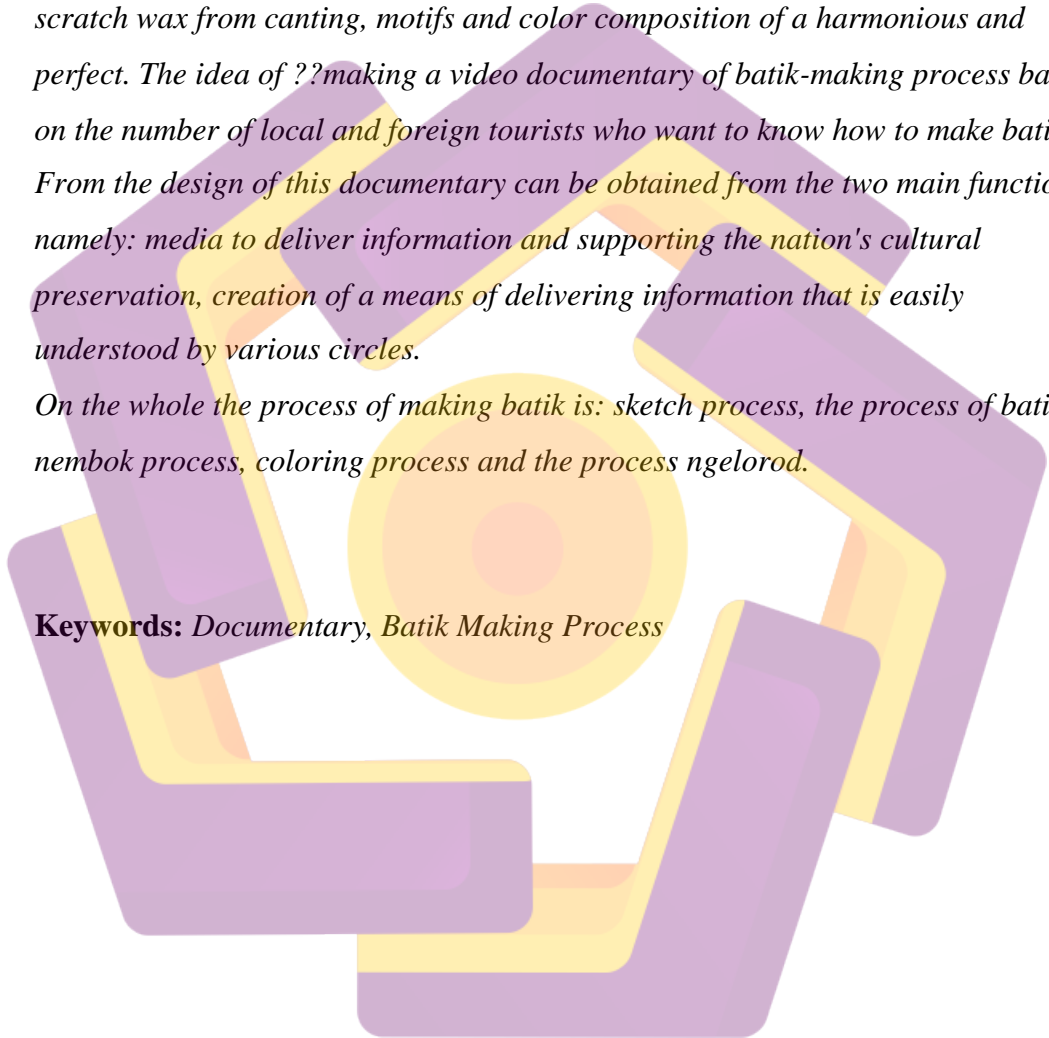 scratch wax from canting, motifs and color composition of a harmonious and
perfect. The idea of ??making a video documentary of batik-making process ba
on the number of local and foreign tourists who want to know how to make bati
From the design of this documentary can be obtained from the two main functio
namely: media to deliver information and supporting the nation's cultural
preservation, creation of a means of delivering information that is easily
understood by various circles.
On the whole the process of making batik is: sketch process, the process of bati
nembok process, coloring process and the process ngelorod.
Keywords: Documentary, Batik Making Process